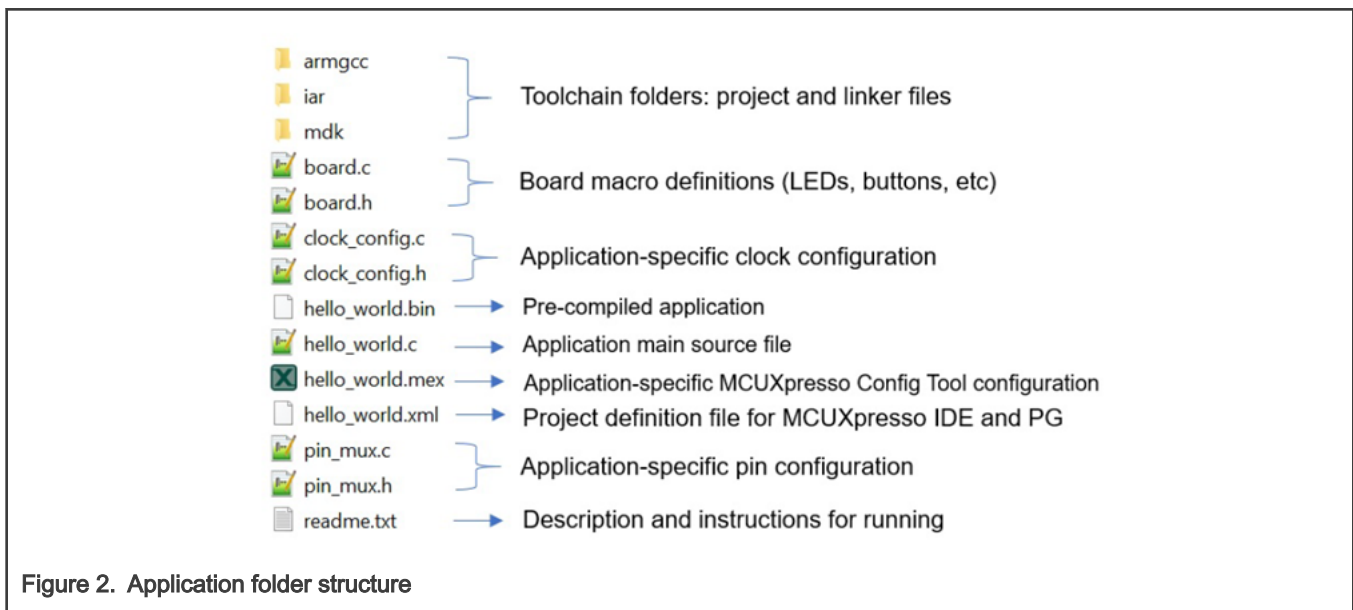 armgcc
iar
mdk
Toolchain folders: project and linker files
board.c
board.h
Board macro definitions (LEDs, buttons, etc)
clock_config.c
clock_config.h
Application-specific clock configuration
hello_world.bin
Pre-compiled application
hello_world.c
Application main source file
hello_world.mex
Application-specific MCUXpresso Config Tool configuration
hello_world.xml
Project definition file for MCUXpresso IDE and PG
pin_mux.c
pin_mux.h
Application-specific pin configuration
readme.txt
Description and instructions for running
Figure 2. Application folder structure